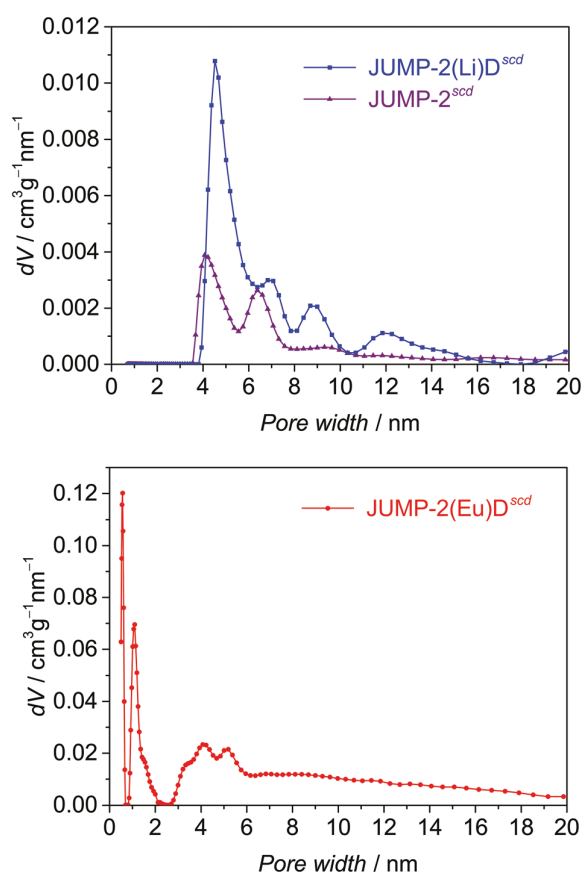 0.012
0.010
0.008
0.006
0.004
0.002
0.000
dV / cm³g⁻¹nm⁻¹
JUMP-2(Li)Dˢᶜᵈ
JUMP-2ˢᶜᵈ
0 2 4 6 8 10 12 14 16 18 20
Pore width / nm
0.12
0.10
0.08
0.06
0.04
0.02
0.00
dV / cm³g⁻¹nm⁻¹
JUMP-2(Eu)Dˢᶜᵈ
0 2 4 6 8 10 12 14 16 18 20
Pore width / nm